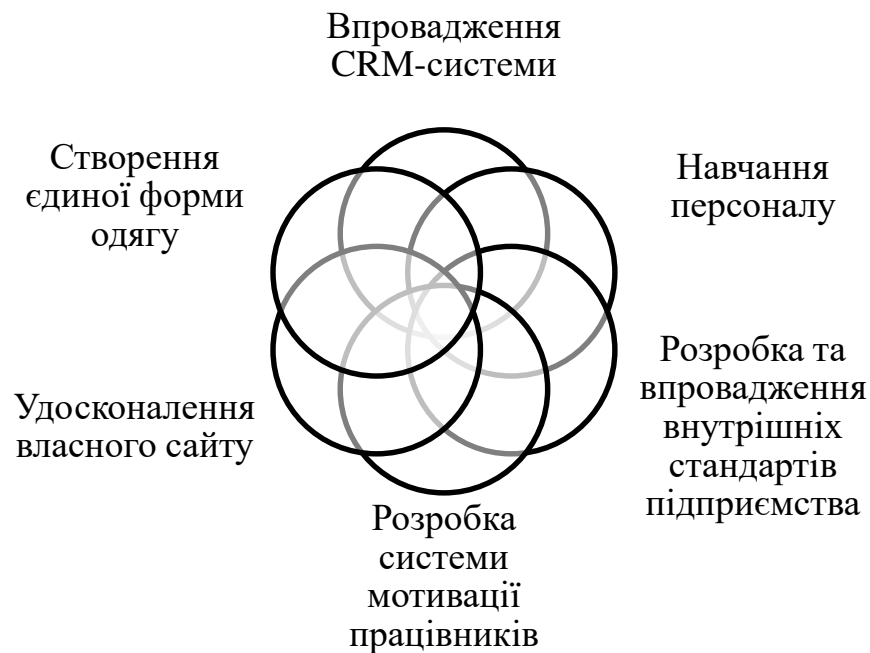 Впровадження
CRM-системи
Навчання
персоналу
Розробка та
впровадження
внутрішніх
стандартів
підприємства
Розробка
системи
мотивації
працівників
Удосконалення
власного сайту
Створення
єдиної форми
одягу